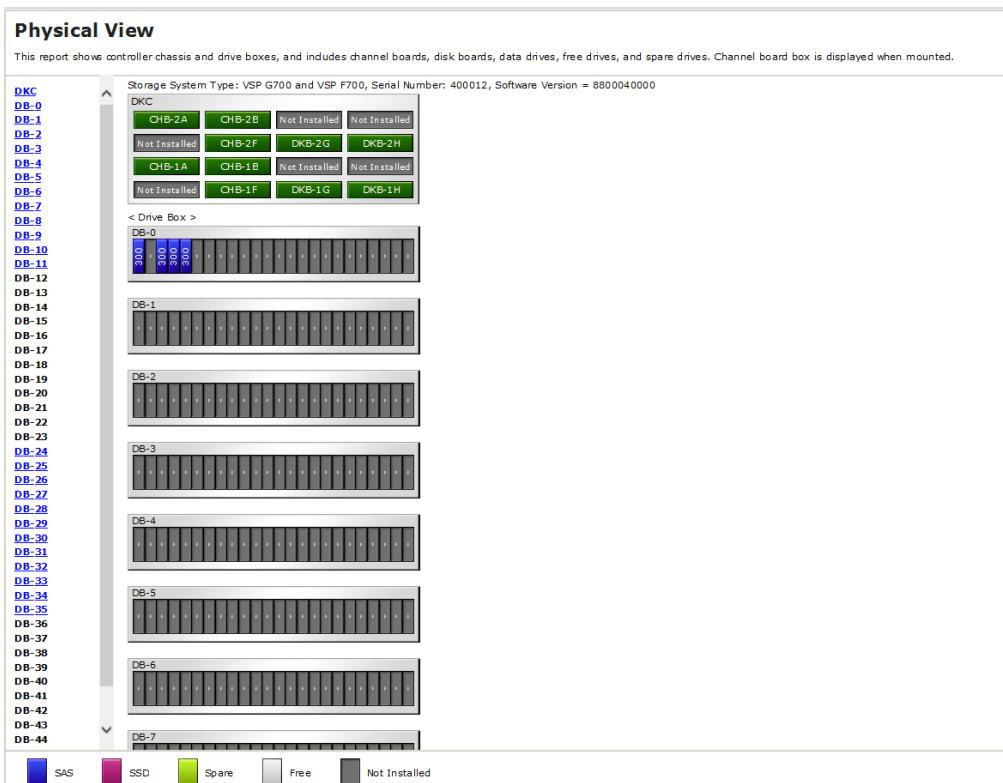 Physical View
This report shows controller chassis and drive boxes, and includes channel boards, disk boards, data drives, free drives, and spare drives. Channel board box is displayed when mounted.
DKC
DB-0
DB-1
DB-2
DB-3
DB-4
DB-5
DB-6
DB-7
DB-8
DB-9
DB-10
DB-11
DB-12
DB-13
DB-14
DB-15
DB-16
DB-17
DB-18
DB-19
DB-20
DB-21
DB-22
DB-23
DB-24
DB-25
DB-26
DB-27
DB-28
DB-29
DB-30
DB-31
DB-32
DB-33
DB-34
DB-35
DB-36
DB-37
DB-38
DB-39
DB-40
DB-41
DB-42
DB-43
DB-44
Storage System Type: VSP G700 and VSP F700, Serial Number: 400012, Software Version = 8800040000
DKC
CHB-2A CHB-2B Not Installed Not Installed
Not Installed CHB-2F DKB-2G DKB-2H
CHB-1A CHB-1B Not Installed Not Installed
Not Installed CHB-1F DKB-1G DKB-1H
< Drive Box >
DB-0
300 300 300 300
DB-1
DB-2
DB-3
DB-4
DB-5
DB-6
DB-7
SAS SSD Spare Free Not Installed